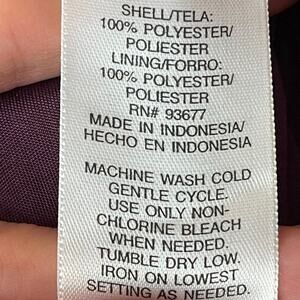 SHELL/TELA:
100% POLYESTER/
POLIESTER
LINING/FORRO:
100% POLYESTER/
POLIESTER
RN# 93677
MADE IN INDONESIA/
HECHO EN INDONESIA
MACHINE WASH COLD
GENTLE CYCLE.
USE ONLY NON-
CHLORINE BLEACH
WHEN NEEDED.
TUMBLE DRY LOW.
IRON ON LOWEST
SETTING AS NEEDED.